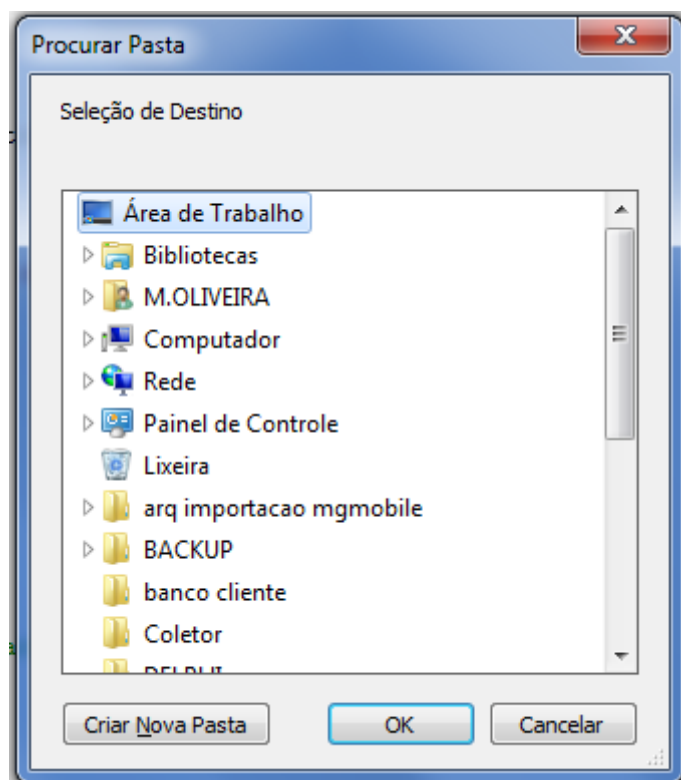 Procurar Pasta
Seleção de Destino
Área de Trabalho
Bibliotecas
M.OLIVEIRA
Computador
Rede
Painel de Controle
Lixeira
arq importacao mgmobile
BACKUP
banco cliente
Coletor
Criar Nova Pasta
OK
Cancelar